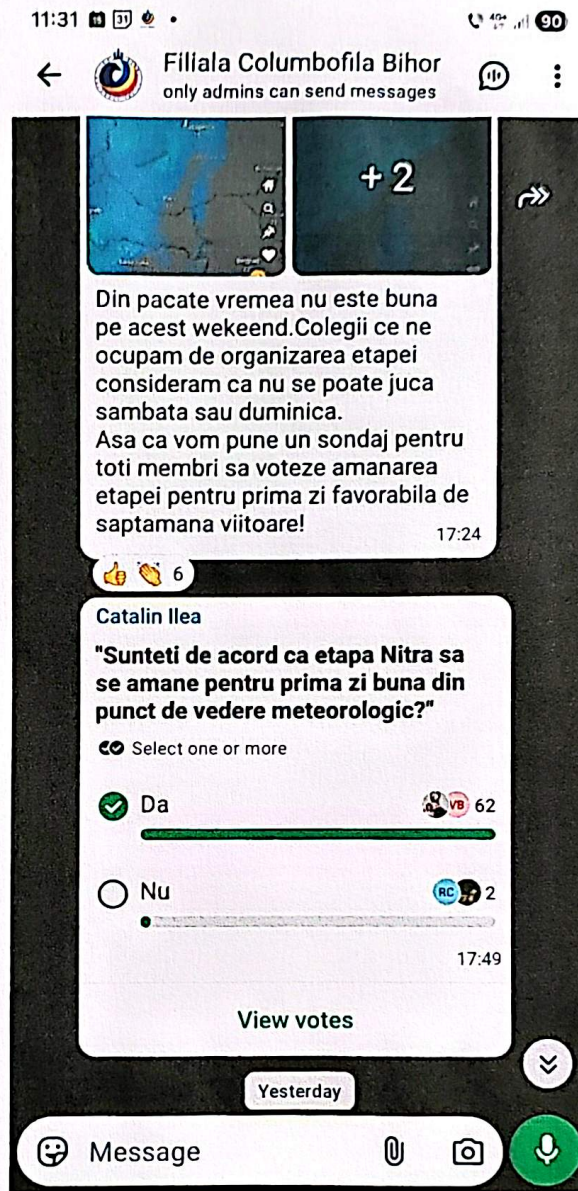 11:31
31
4G+
90
Filiala Columbofila Bihor
only admins can send messages
+2
Din pacate vremea nu este buna
pe acest wekeend.Colegii ce ne
ocupam de organizarea etapei
consideram ca nu se poate juca
sambata sau duminica.
Asa ca vom pune un sondaj pentru
toti membri sa voteze amanarea
etapei pentru prima zi favorabila de
saptamana viitoare!
17:24
6
Catalin Ilea
"Sunteti de acord ca etapa Nitra sa
se amane pentru prima zi buna din
punct de vedere meteorologic?"
Select one or more
Da
VB 62
Nu
RC 2
17:49
View votes
Yesterday
Message